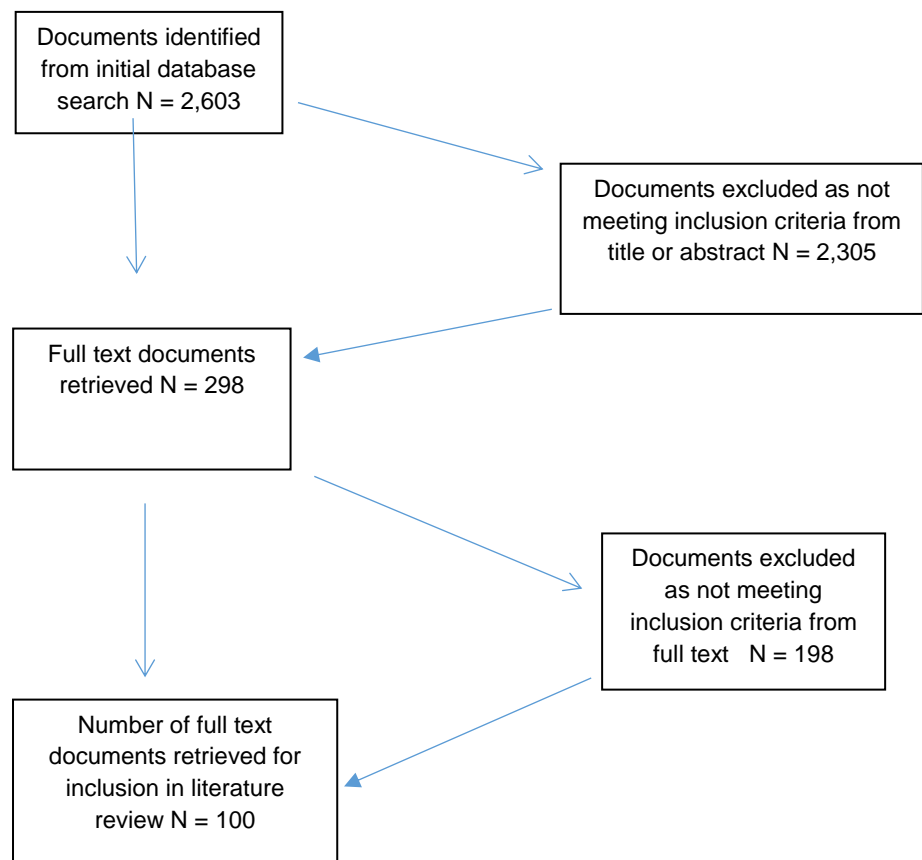 Documents identified
from initial database
search N = 2,603
Documents excluded as not
meeting inclusion criteria from
title or abstract N = 2,305
Full text documents
retrieved N = 298
Documents excluded
as not meeting
inclusion criteria from
full text   N = 198
Number of full text
documents retrieved for
inclusion in literature
review N = 100